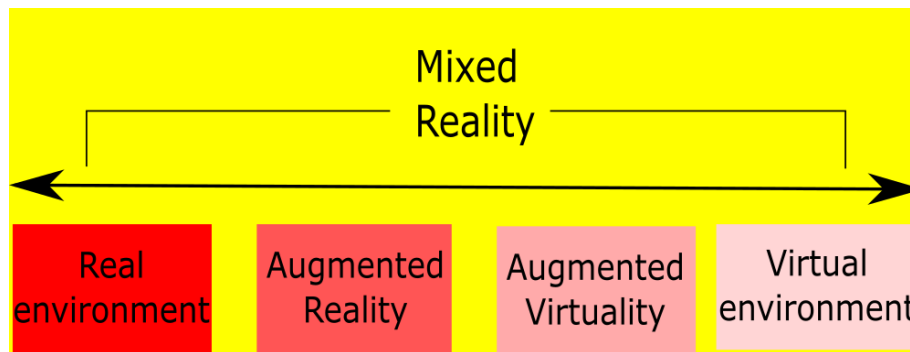 Mixed
Reality
Real
environment
Augmented
Reality
Augmented
Virtuality
Virtual
environment